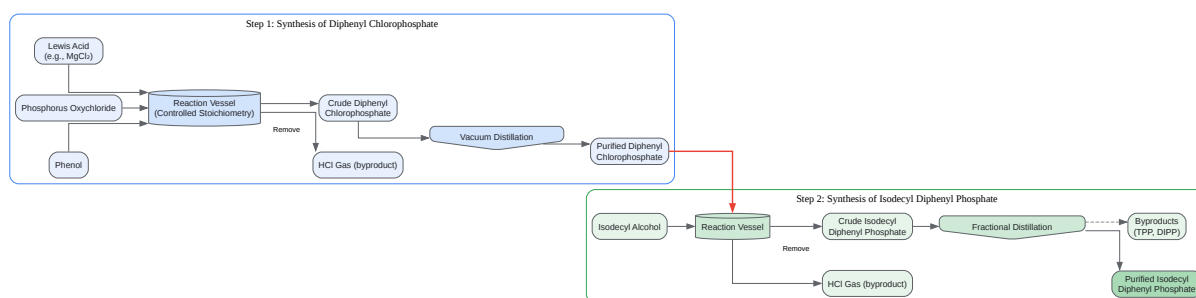 Step 1: Synthesis of Diphenyl Chlorophosphate
Lewis Acid
(e.g., MgCl₂)
Phosphorus Oxychloride
Phenol
Reaction Vessel
(Controlled Stoichiometry)
Remove
Crude Diphenyl
Chlorophosphate
HCl Gas (byproduct)
Vacuum Distillation
Purified Diphenyl
Chlorophosphate
Step 2: Synthesis of Isodecyl Diphenyl Phosphate
Isodecyl Alcohol
Reaction Vessel
Remove
Crude Isodecyl
Diphenyl Phosphate
HCl Gas (byproduct)
Fractional Distillation
Byproducts
(TPP, DIPP)
Purified Isodecyl
Diphenyl Phosphate